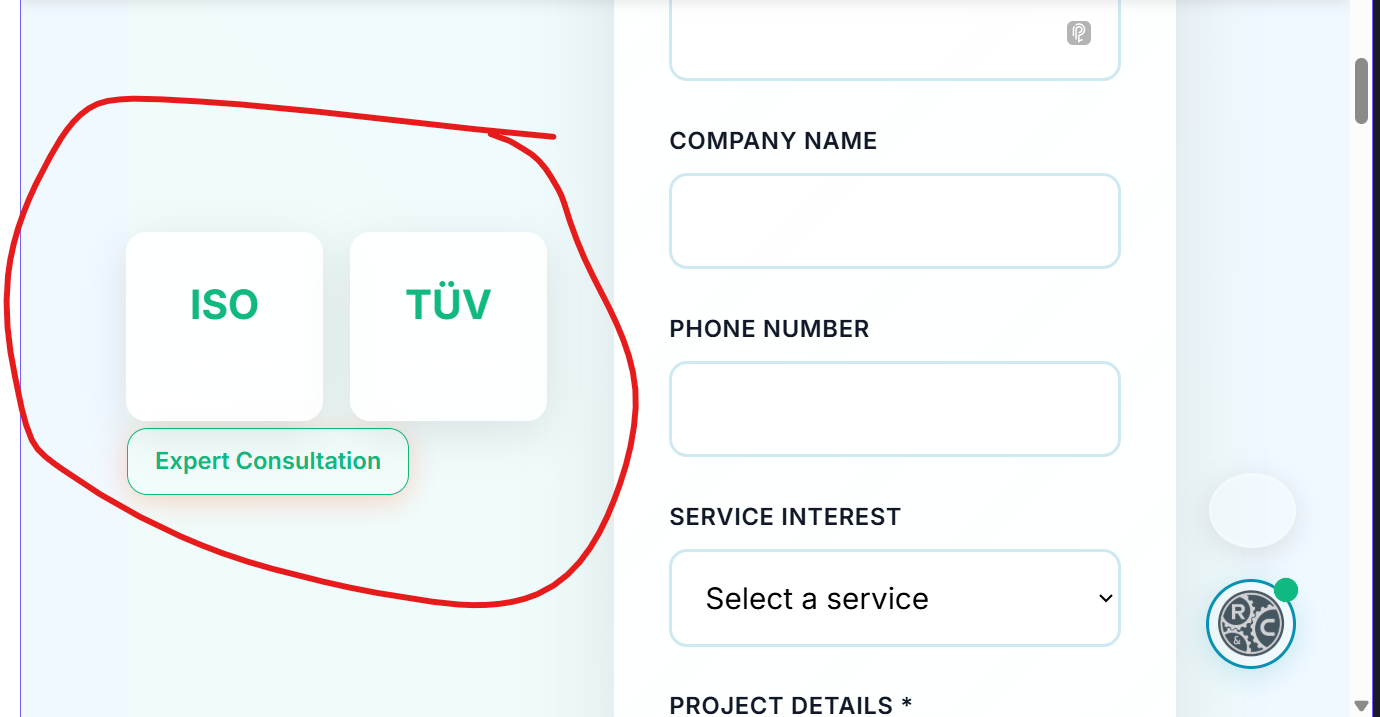 COMPANY NAME
ISO
TÜV
PHONE NUMBER
Expert Consultation
SERVICE INTEREST
Select a service
R
C
&
PROJECT DETAILS *